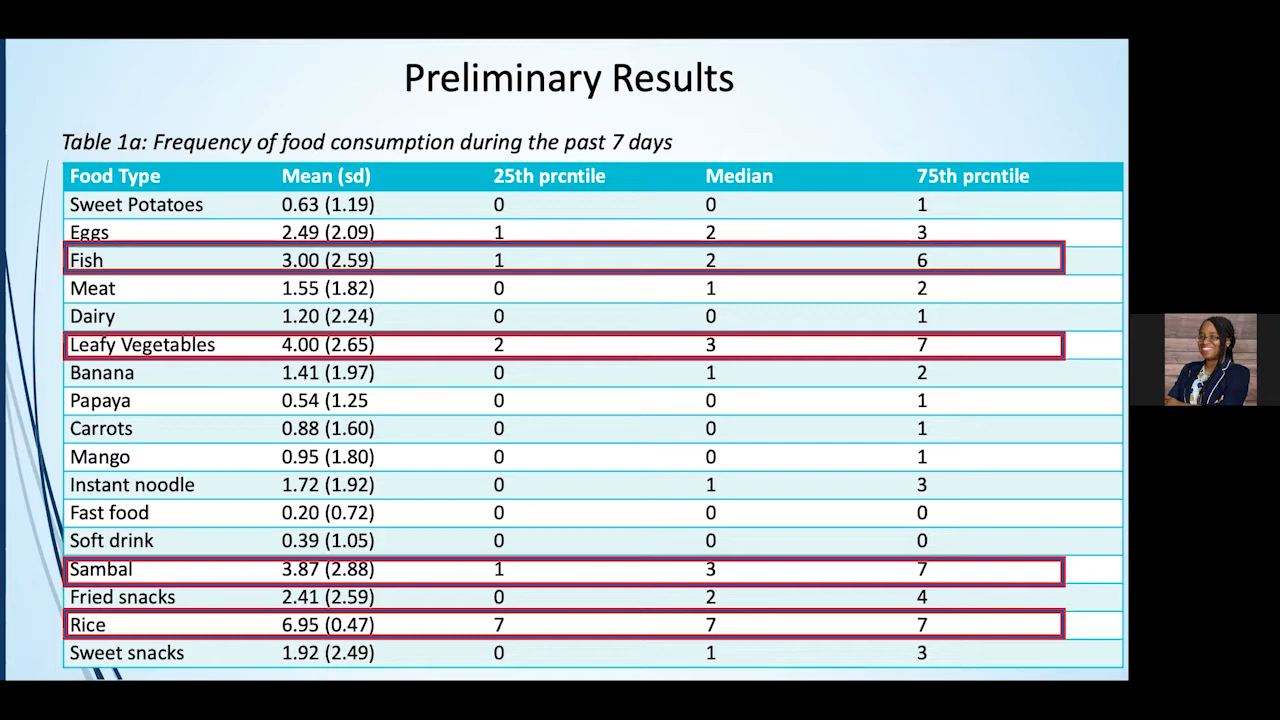 Preliminary Results
Table 1a: Frequency of food consumption during the past 7 days
Food Type Mean (sd) 25th prcntile Median 75th prcntile
Sweet Potatoes 0.63 (1.19) 0 0 1
Eggs 2.49 (2.09) 1 2 3
Fish 3.00 (2.59) 1 2 6
Meat 1.55 (1.82) 0 1 2
Dairy 1.20 (2.24) 0 0 1
Leafy Vegetables 4.00 (2.65) 2 3 7
Banana 1.41 (1.97) 0 1 2
Papaya 0.54 (1.25 0 0 1
Carrots 0.88 (1.60) 0 0 1
Mango 0.95 (1.80) 0 0 1
Instant noodle 1.72 (1.92) 0 1 3
Fast food 0.20 (0.72) 0 0 0
Soft drink 0.39 (1.05) 0 0 0
Sambal 3.87 (2.88) 1 3 7
Fried snacks 2.41 (2.59) 0 2 4
Rice 6.95 (0.47) 7 7 7
Sweet snacks 1.92 (2.49) 0 1 3